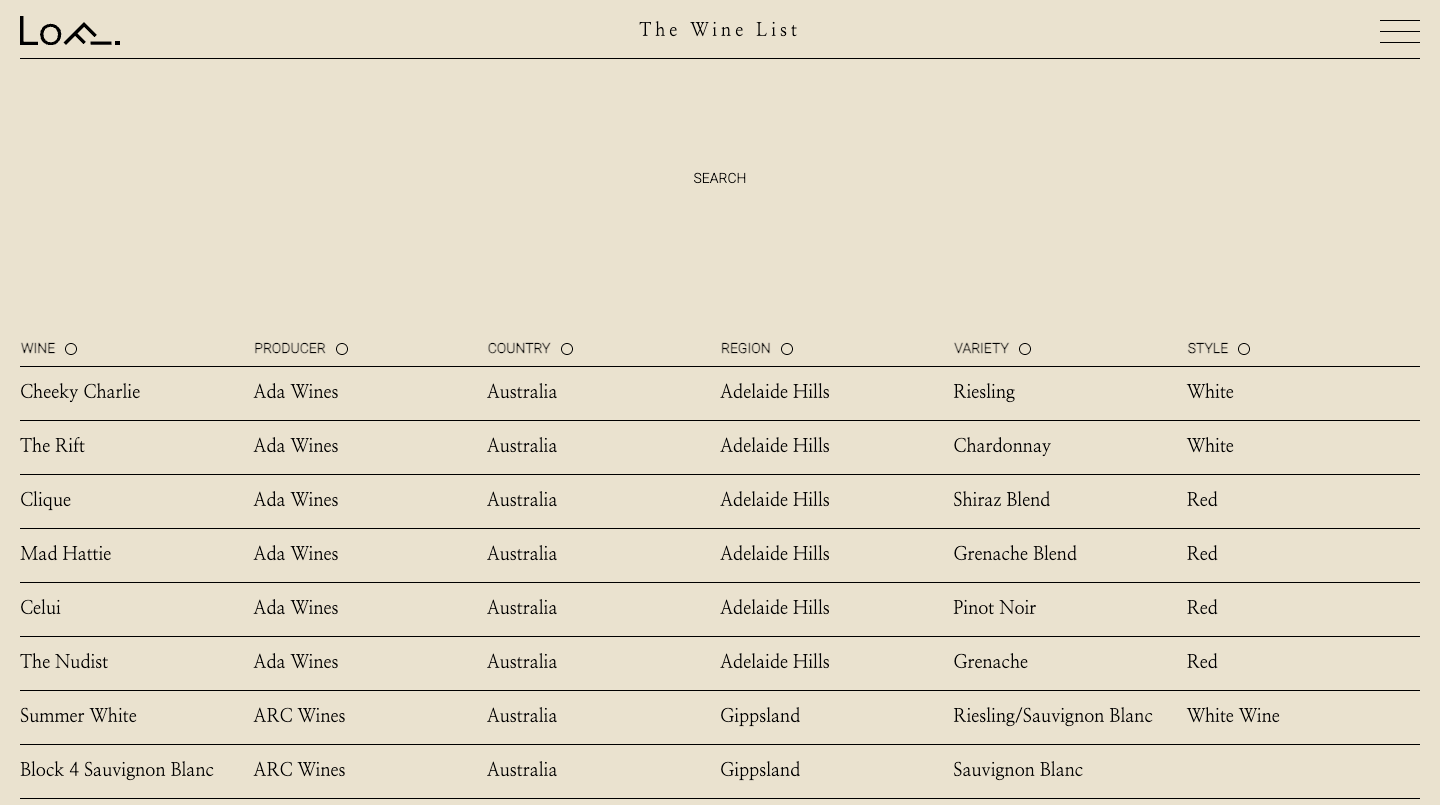 The Wine List
SEARCH
WINE PRODUCER COUNTRY REGION VARIETY STYLE
Cheeky Charlie Ada Wines Australia Adelaide Hills Riesling White
The Rift Ada Wines Australia Adelaide Hills Chardonnay White
Clique Ada Wines Australia Adelaide Hills Shiraz Blend Red
Mad Hattie Ada Wines Australia Adelaide Hills Grenache Blend Red
Celui Ada Wines Australia Adelaide Hills Pinot Noir Red
The Nudist Ada Wines Australia Adelaide Hills Grenache Red
Summer White ARC Wines Australia Gippsland Riesling/Sauvignon Blanc White Wine
Block 4 Sauvignon Blanc ARC Wines Australia Gippsland Sauvignon Blanc